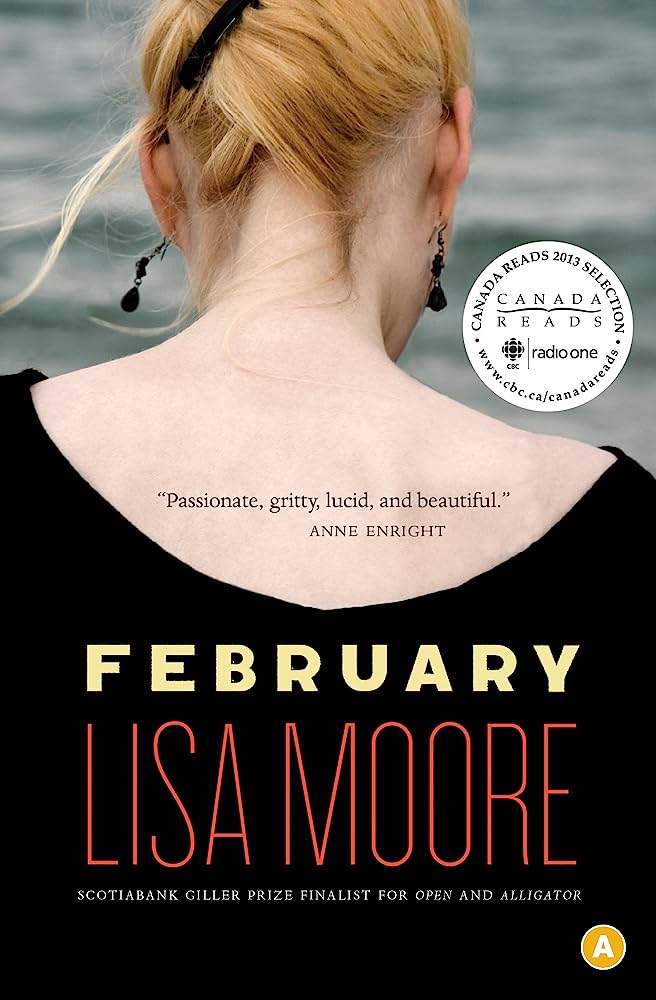 • CANADA READS 2013 SELECTION •
CANADA
READS
CBC
radio one
www.cbc.ca/canadareads
“Passionate, gritty, lucid, and beautiful.”
ANNE ENRIGHT
FEBRUARY
LISA MOORE
SCOTIABANK GILLER PRIZE FINALIST FOR OPEN AND ALLIGATOR
A